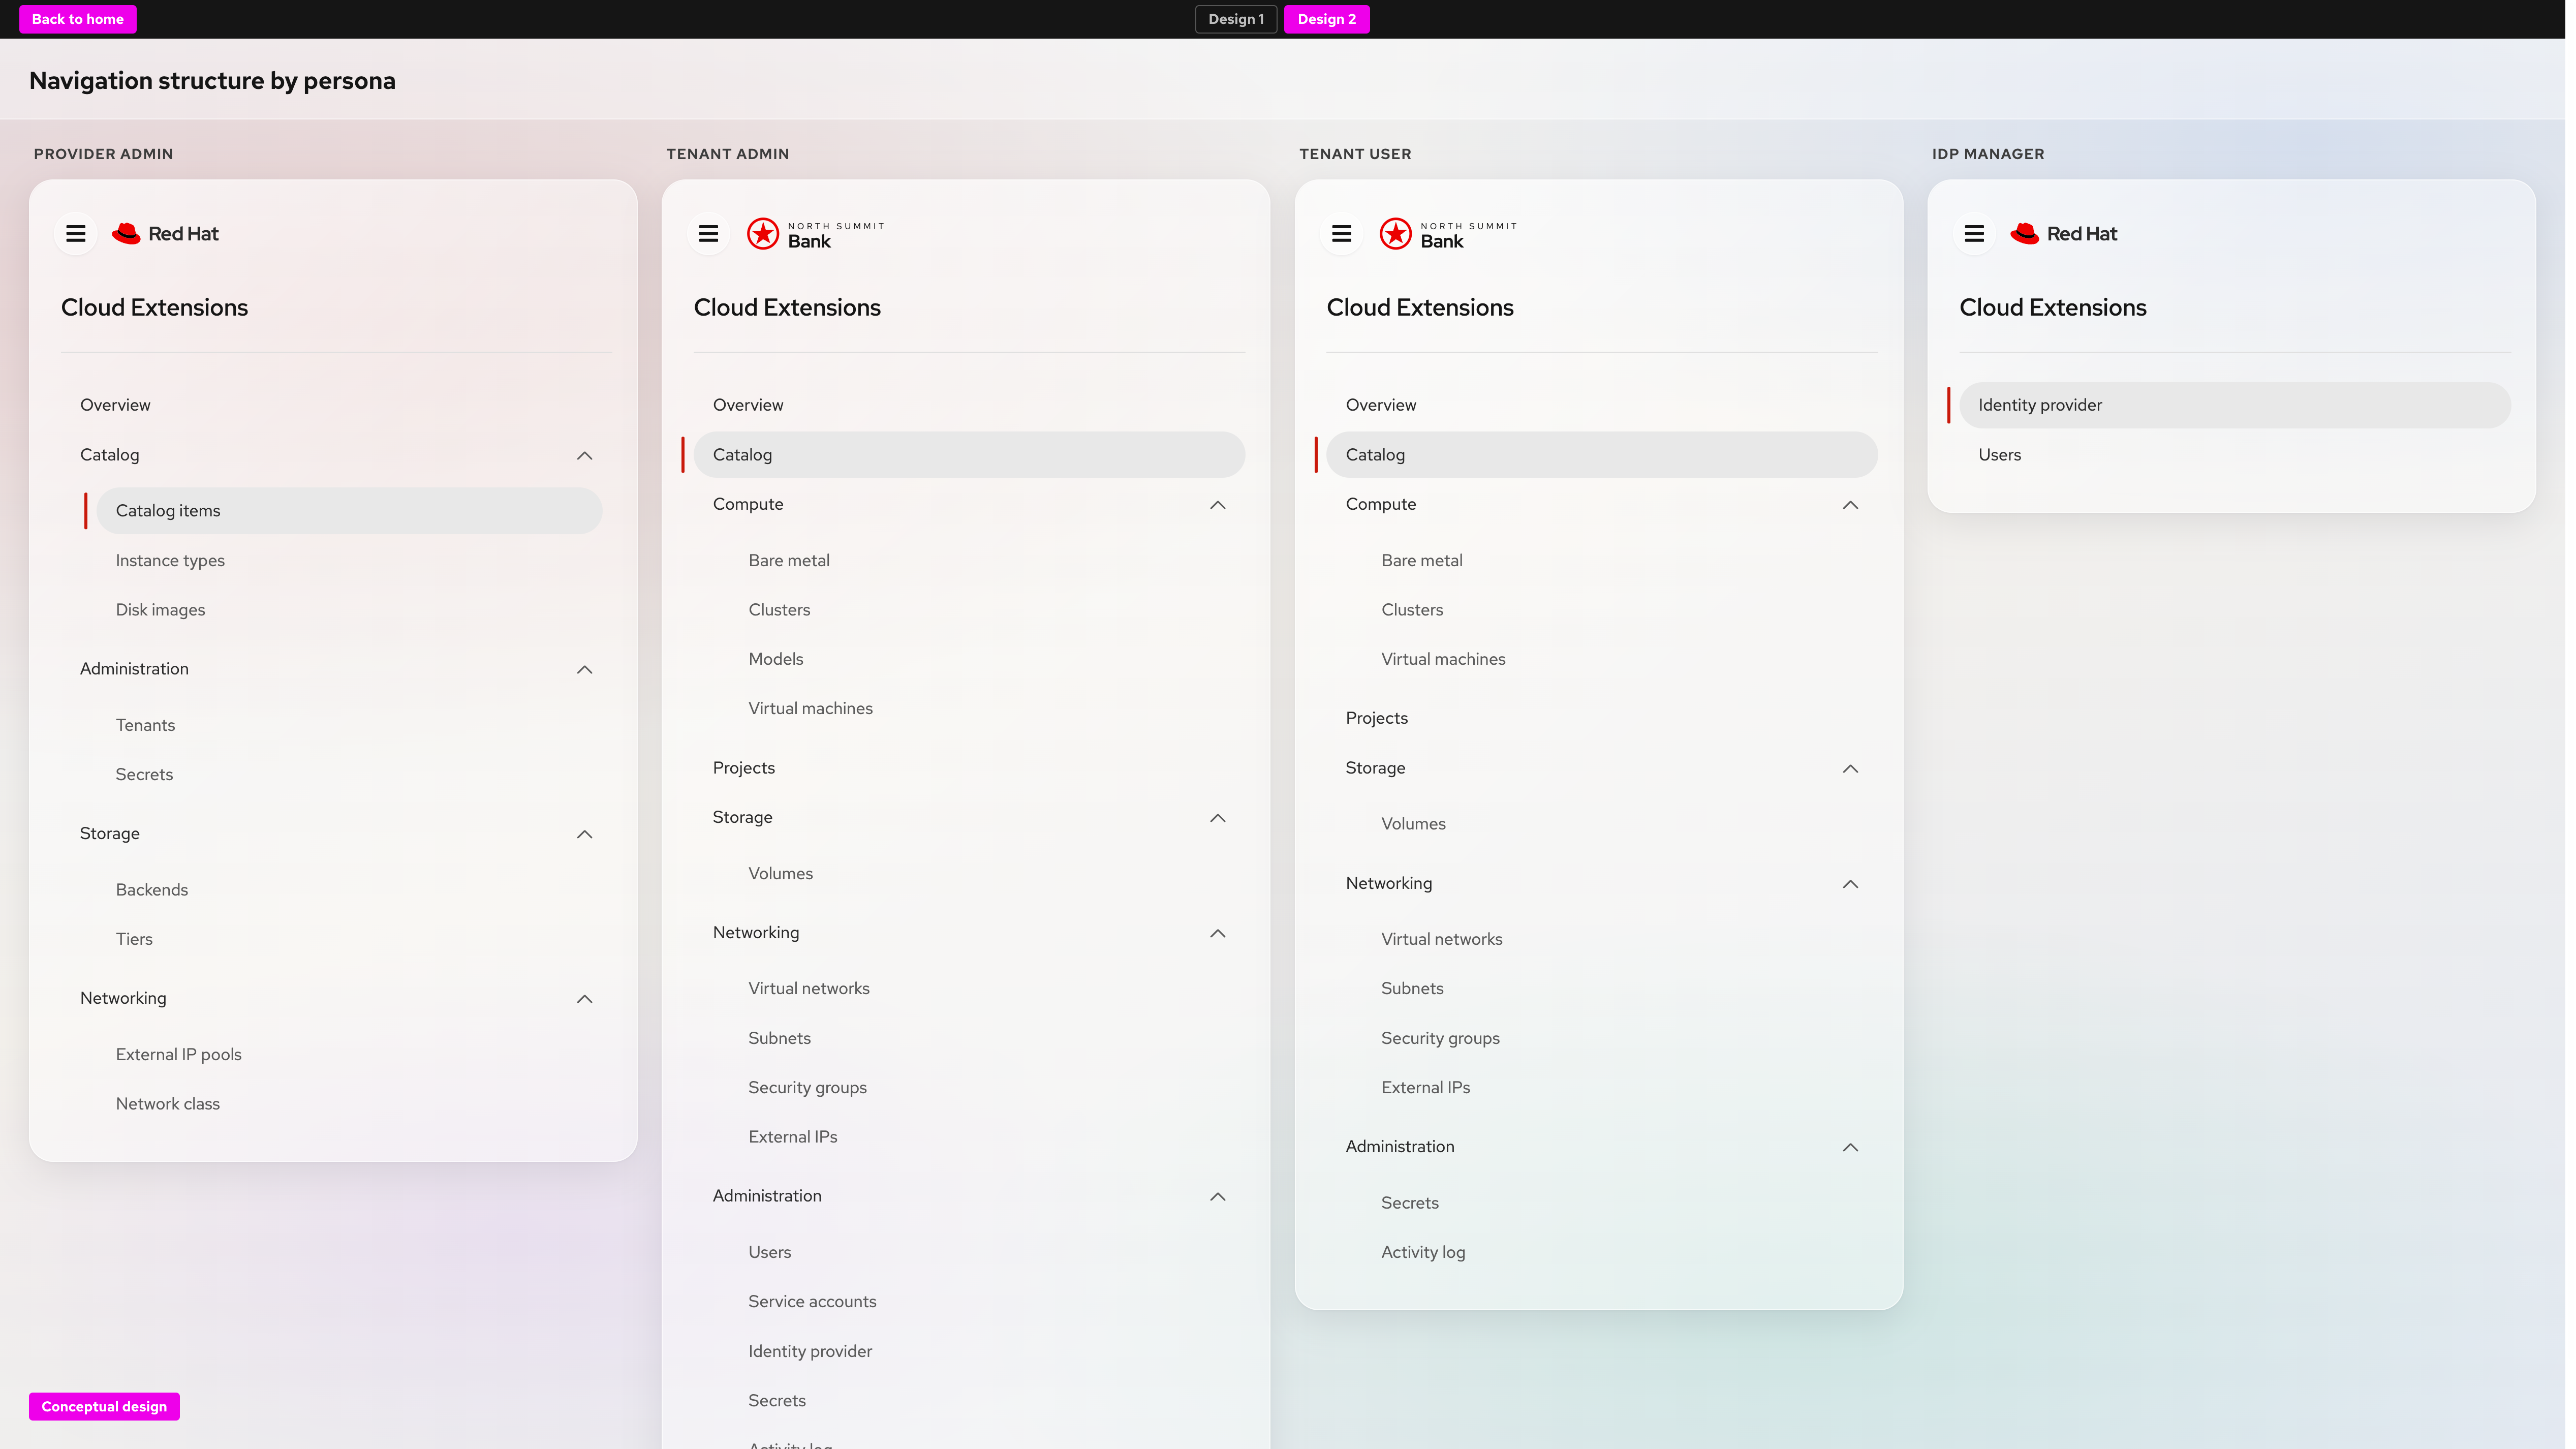 Back to home
Design 1
Design 2
Navigation structure by persona
PROVIDER ADMIN
Red Hat
Cloud Extensions
Overview
Catalog
Catalog items
Instance types
Disk images
Administration
Tenants
Secrets
Storage
Backends
Tiers
Networking
External IP pools
Network class
TENANT ADMIN
NORTH SUMMIT
Bank
Cloud Extensions
Overview
Catalog
Compute
Bare metal
Clusters
Models
Virtual machines
Projects
Storage
Volumes
Networking
Virtual networks
Subnets
Security groups
External IPs
Administration
Users
Service accounts
Identity provider
Secrets
Activity log
TENANT USER
NORTH SUMMIT
Bank
Cloud Extensions
Overview
Catalog
Compute
Bare metal
Clusters
Virtual machines
Projects
Storage
Volumes
Networking
Virtual networks
Subnets
Security groups
External IPs
Administration
Secrets
Activity log
IDP MANAGER
Red Hat
Cloud Extensions
Identity provider
Users
Conceptual design